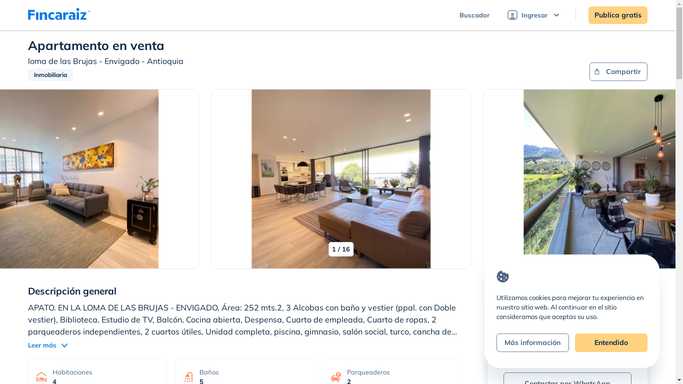 Fincaraiz
Buscador
Ingresar
Publica gratis
Apartamento en venta
loma de las Brujas - Envigado - Antioquia
Inmobiliaria
Compartir
1 / 16
Descripción general
APATO. EN LA LOMA DE LAS BRUJAS - ENVIGADO, Área: 252 mts.2, 3 Alcobas con baño y vestier (ppal. con Doble
vestier), Biblioteca. Estudio de TV, Balcón. Cocina abierta, Despensa, Cuarto de empleada, Cuarto de ropas, 2
parqueaderos independientes, 2 cuartos útiles, Unidad completa, piscina, gimnasio, salón social, turco, cancha de...
Leer más
Habitaciones
4
Baños
5
Parqueaderos
2
Utilizamos cookies para mejorar tu experiencia en
nuestro sitio web. Al continuar en el sitio
consideramos que aceptas su uso.
Más información
Entendido
Contactar por WhatsApp